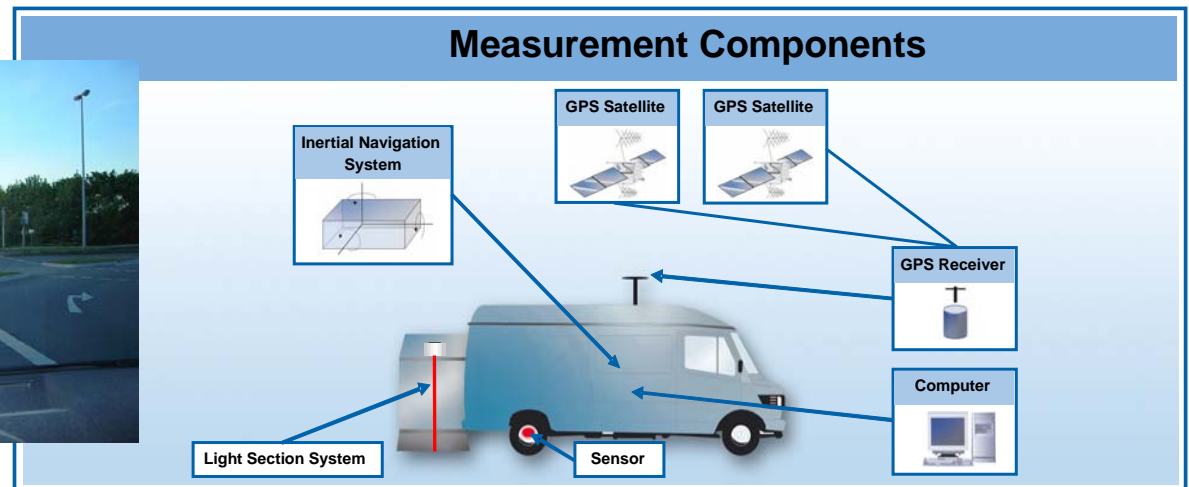 Measurement Components
GPS Satellite
GPS Satellite
Inertial Navigation
System
GPS Receiver
Computer
Light Section System
Sensor